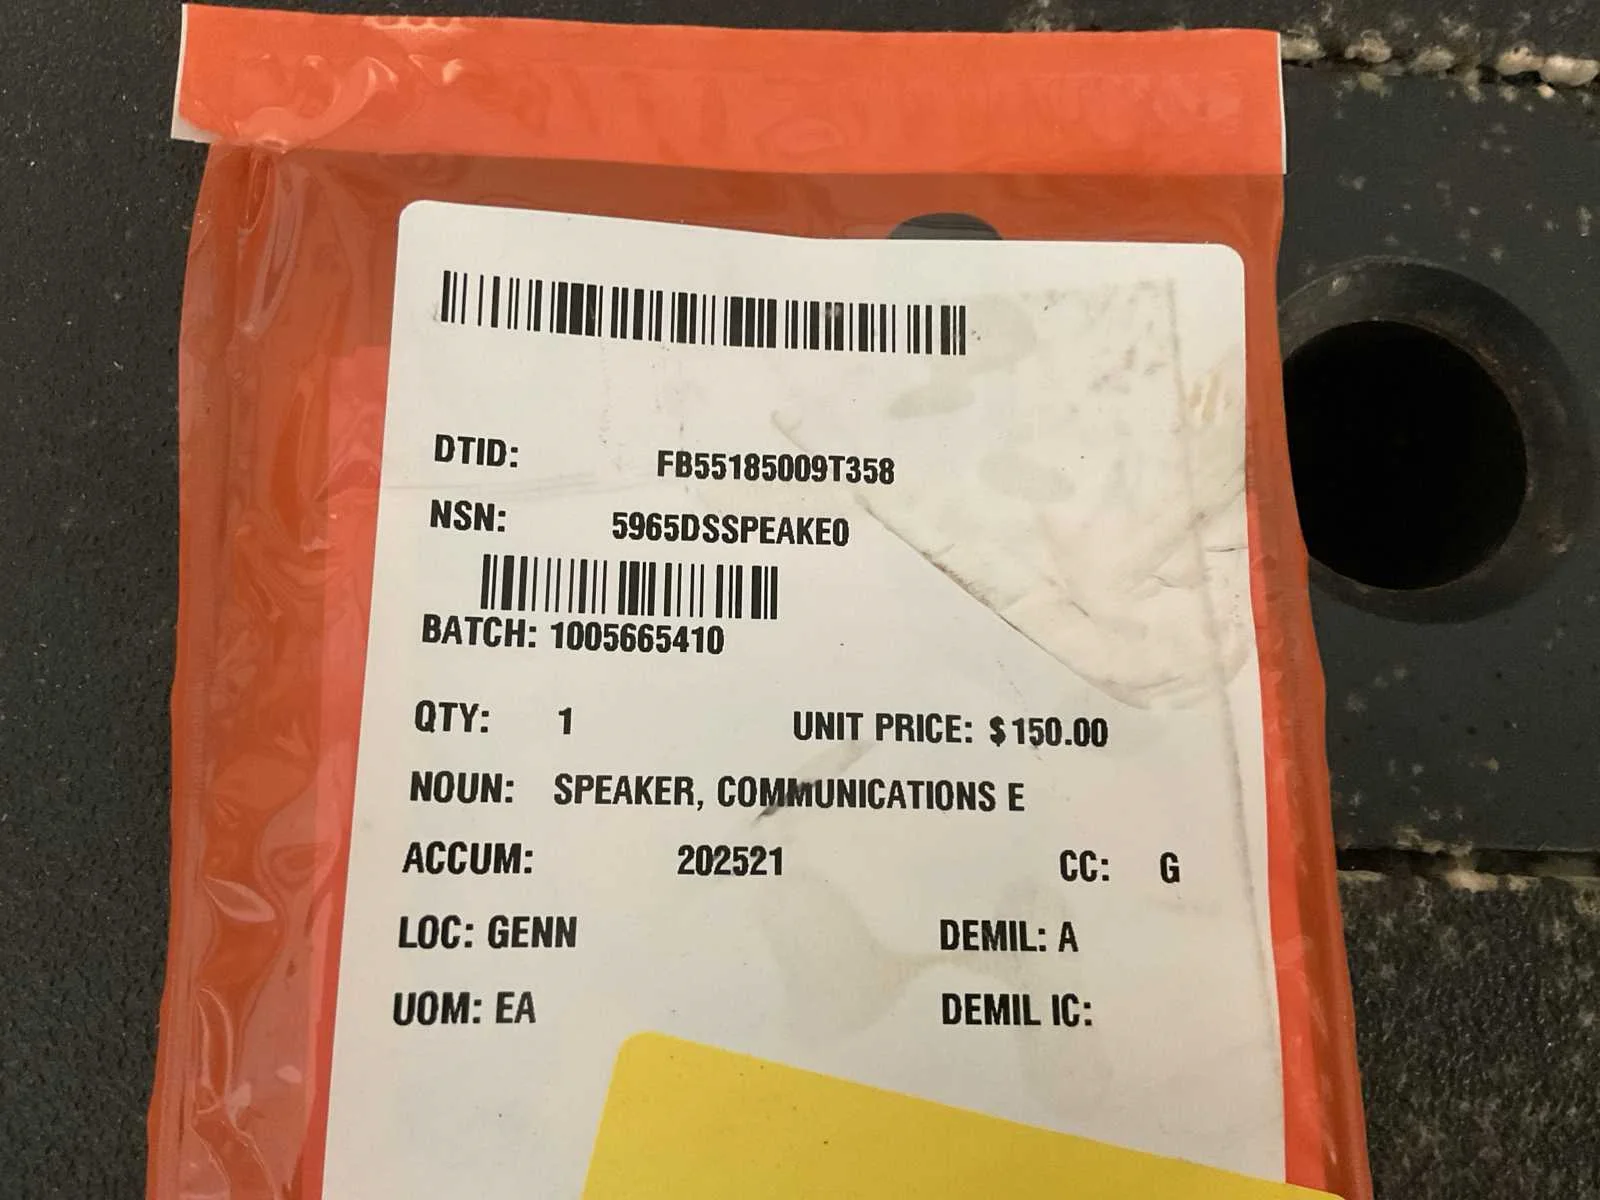 DTID: FB55185009T358
NSN: 5965DSSPEAKE0
BATCH: 1005665410
QTY: 1 UNIT PRICE: $150.00
NOUN: SPEAKER, COMMUNICATIONS E
ACCUM: 202521 CC: G
LOC: GENN DEMIL: A
UOM: EA DEMIL IC: